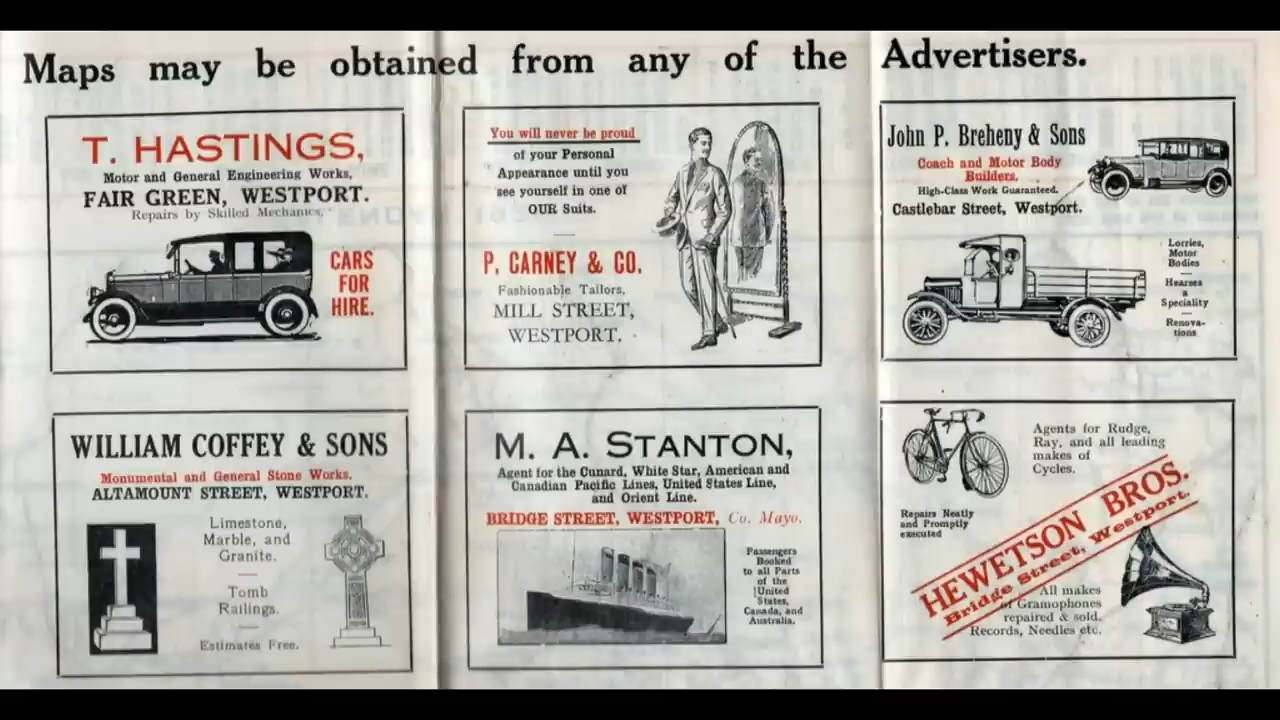 Maps may be obtained from any of the Advertisers.
T. HASTINGS,
Motor and General Engineering Works,
FAIR GREEN, WESTPORT.
Repairs by Skilled Mechanics.
CARS
FOR
HIRE.
You will never be proud
of your Personal
Appearance until you
see yourself in one of
OUR Suits.
P. CARNEY & CO.
Fashionable Tailors,
MILL STREET,
WESTPORT.
John P. Breheny & Sons
Coach and Motor Body
Builders.
High-Class Work Guaranteed.
Castlebar Street, Westport.
Lorries,
Motor
Bodies
Hearses
a
Speciality
Renova-
tions
WILLIAM COFFEY & SONS
Monumental and General Stone Works,
ALTAMOUNT STREET, WESTPORT.
Limestone,
Marble, and
Granite.
Tomb
Railings.
Estimates Free.
M. A. STANTON,
Agent for the Cunard, White Star, American and
Canadian Pacific Lines, United States Line,
and Orient Line.
BRIDGE STREET, WESTPORT, Co. Mayo.
Passengers
Booked
to all Parts
of the
United
States,
Canada, and
Australia.
Agents for Rudge,
Ray, and all leading
makes of
Cycles.
Repairs Neatly
and Promptly
executed
HEWETSON BROS.
Bridge Street, Westport.
All makes
of Gramophones
repaired & sold.
Records, Needles etc.